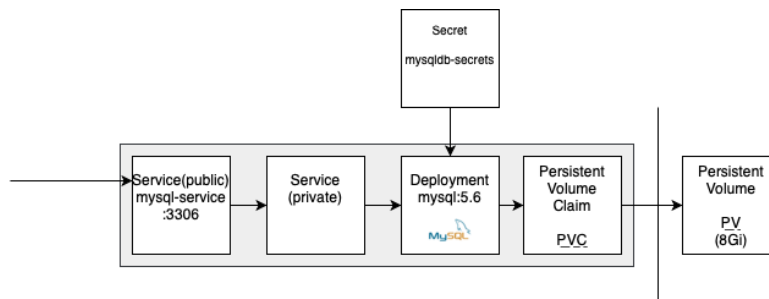 Secret
mysqldb-secrets
Service(public)
mysql-service
:3306
Service
(private)
Deployment
mysql:5.6
MySQL
Persistent
Volume
Claim
PVC
Persistent
Volume
PV
(8Gi)